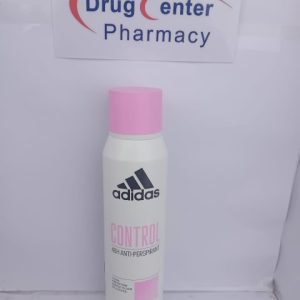 Drug Center
Pharmacy
adidas
CONTROL
48H ANTI-PERSPIRANT